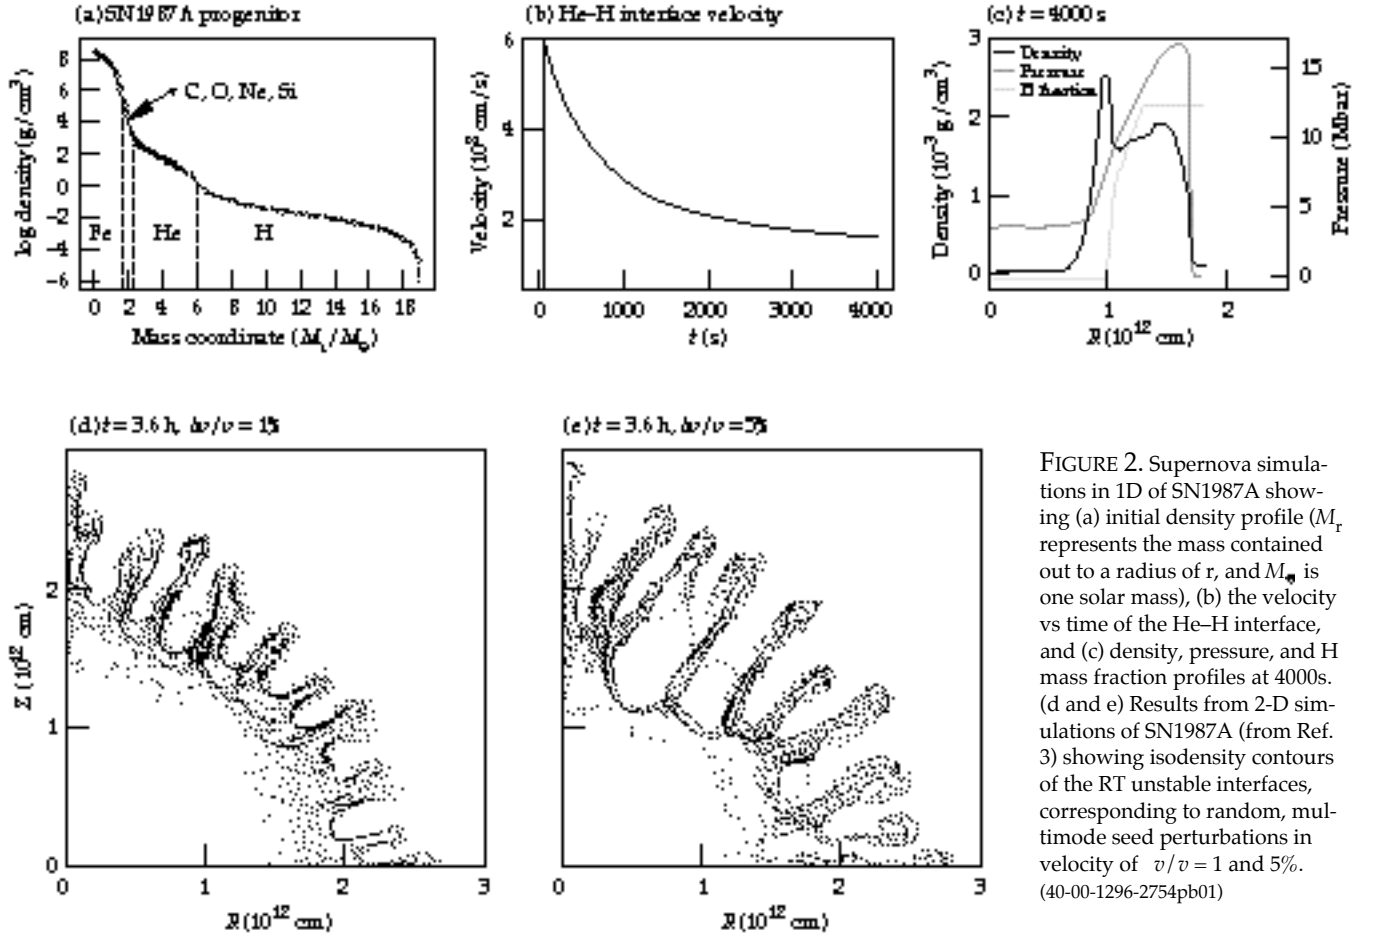 (a) SN1987A progenitor
8
6
4
2
0
−2
−4
−6
log density (g/cm³)
C, O, Ne, Si
Fe
He
H
0 2 4 6 8 10 12 14 16 18
Mass coordinate (Mr/M⊙)
(b) He–H interface velocity
6
4
2
Velocity (10⁸ cm/s)
0 1000 2000 3000 4000
t (s)
(c) t = 4000 s
3
2
1
0
Density (10⁻³ g/cm³)
Density
Pressure
H fraction
15
10
5
0
Pressure (Mbar)
0 1 2
R (10¹² cm)
(d) t = 3.6 h, δv/v = 1%
2
1
0
Z (10¹² cm)
0 1 2 3
R (10¹² cm)
(e) t = 3.6 h, δv/v = 5%
0 1 2 3
R (10¹² cm)
FIGURE 2. Supernova simula-
tions in 1D of SN1987A show-
ing (a) initial density profile (Mr
represents the mass contained
out to a radius of r, and M⊙ is
one solar mass), (b) the velocity
vs time of the He–H interface,
and (c) density, pressure, and H
mass fraction profiles at 4000s.
(d and e) Results from 2-D sim-
ulations of SN1987A (from Ref.
3) showing isodensity contours
of the RT unstable interfaces,
corresponding to random, mul-
timode seed perturbations in
velocity of v/v = 1 and 5%.
(40-00-1296-2754pb01)